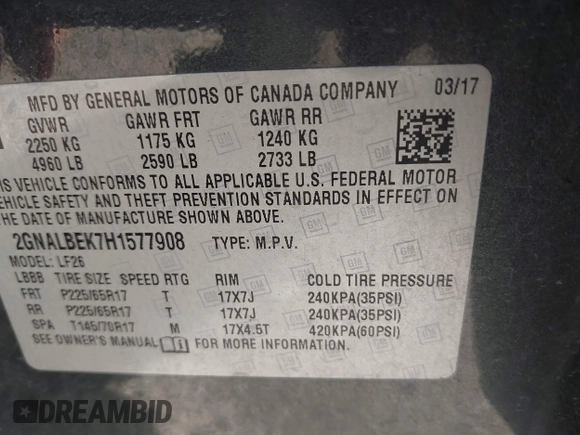 MFD BY GENERAL MOTORS OF CANADA COMPANY 03/17
GVWR GAWR FRT GAWR RR
2250 KG 1175 KG 1240 KG
4960 LB 2590 LB 2733 LB
IS VEHICLE CONFORMS TO ALL APPLICABLE U.S. FEDERAL MOTOR
VEHICLE SAFETY AND THEFT PREVENTION STANDARDS IN EFFECT ON
DATE OF MANUFACTURE SHOWN ABOVE.
2GNALBEK7H1577908 TYPE: M.P.V.
MODEL: LF26
LBBB TIRE SIZE SPEED RTG RIM COLD TIRE PRESSURE
FRT P225/65R17 T 17X7J 240KPA(35PSI)
RR P225/65R17 T 17X7J 240KPA(35PSI)
SPA T145/70R17 M 17X4.5T 420KPA(60PSI)
SEE OWNER'S MANUAL FOR MORE INFORMATION.
GM
DREAMBID